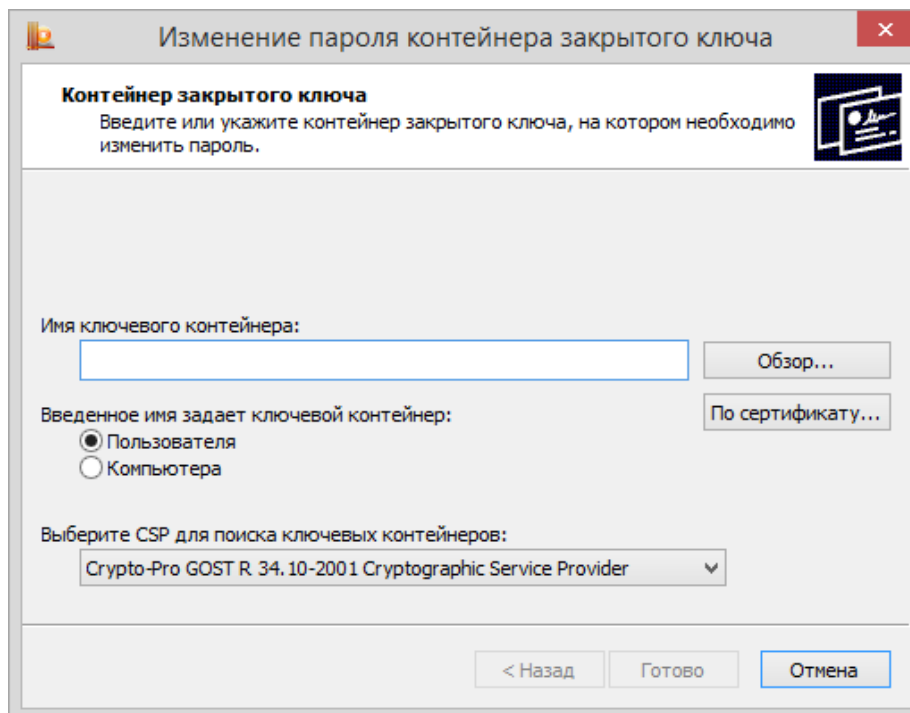 Изменение пароля контейнера закрытого ключа
Контейнер закрытого ключа
Введите или укажите контейнер закрытого ключа, на котором необходимо
изменить пароль.
Имя ключевого контейнера:
Обзор...
Введенное имя задает ключевой контейнер:
По сертификату...
Пользователя
Компьютера
Выберите CSP для поиска ключевых контейнеров:
Crypto-Pro GOST R 34.10-2001 Cryptographic Service Provider
< Назад
Готово
Отмена